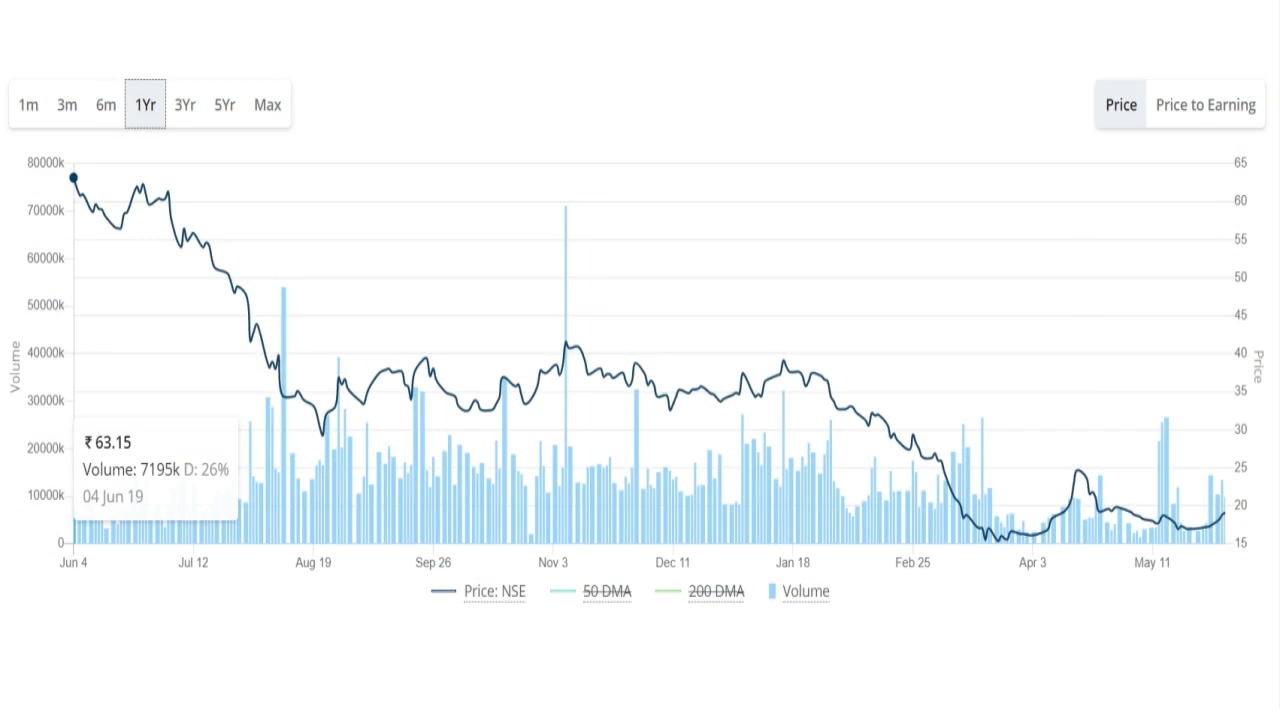 1m 3m 6m 1Yr 3Yr 5Yr Max
Price Price to Earning
80000k 65
70000k 60
60000k 55
50000k 50
45
40000k 40
30000k 35
30
20000k 25
10000k 20
0 15
Volume
Price
₹ 63.15
Volume: 7195k D: 26%
04 Jun 19
Jun 4 Jul 12 Aug 19 Sep 26 Nov 3 Dec 11 Jan 18 Feb 25 Apr 3 May 11
Price: NSE 50 DMA 200 DMA Volume